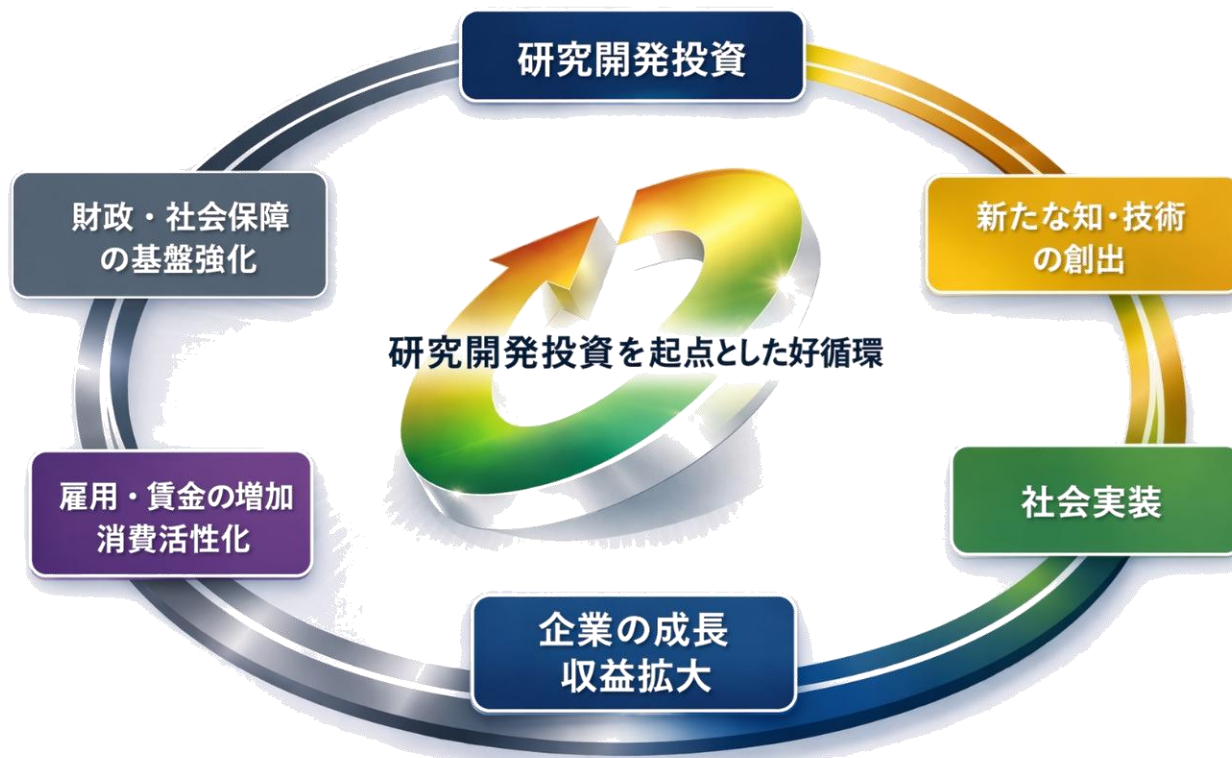 研究開発投資
新たな知・技術
の創出
社会実装
企業の成長
収益拡大
雇用・賃金の増加
消費活性化
財政・社会保障
の基盤強化
研究開発投資を起点とした好循環